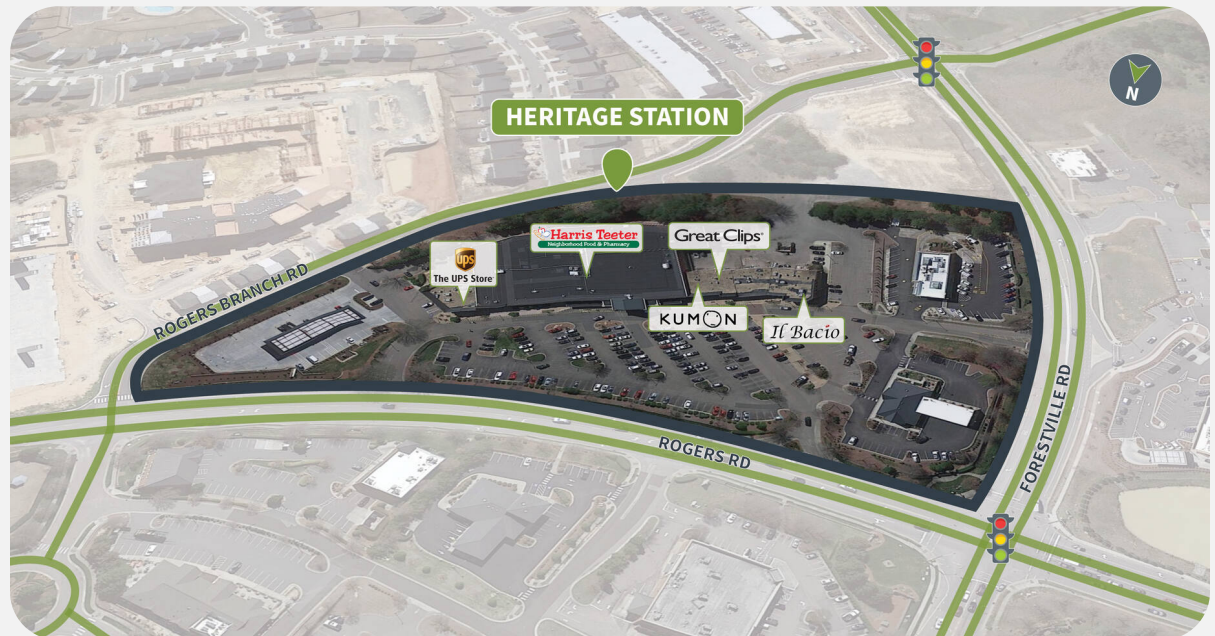 HERITAGE STATION
N
ups
The UPS Store
Harris Teeter
Neighborhood Food & Pharmacy
Great Clips
KUMON
Il Bacio
ROGERS BRANCH RD
ROGERS RD
FORESTVILLE RD